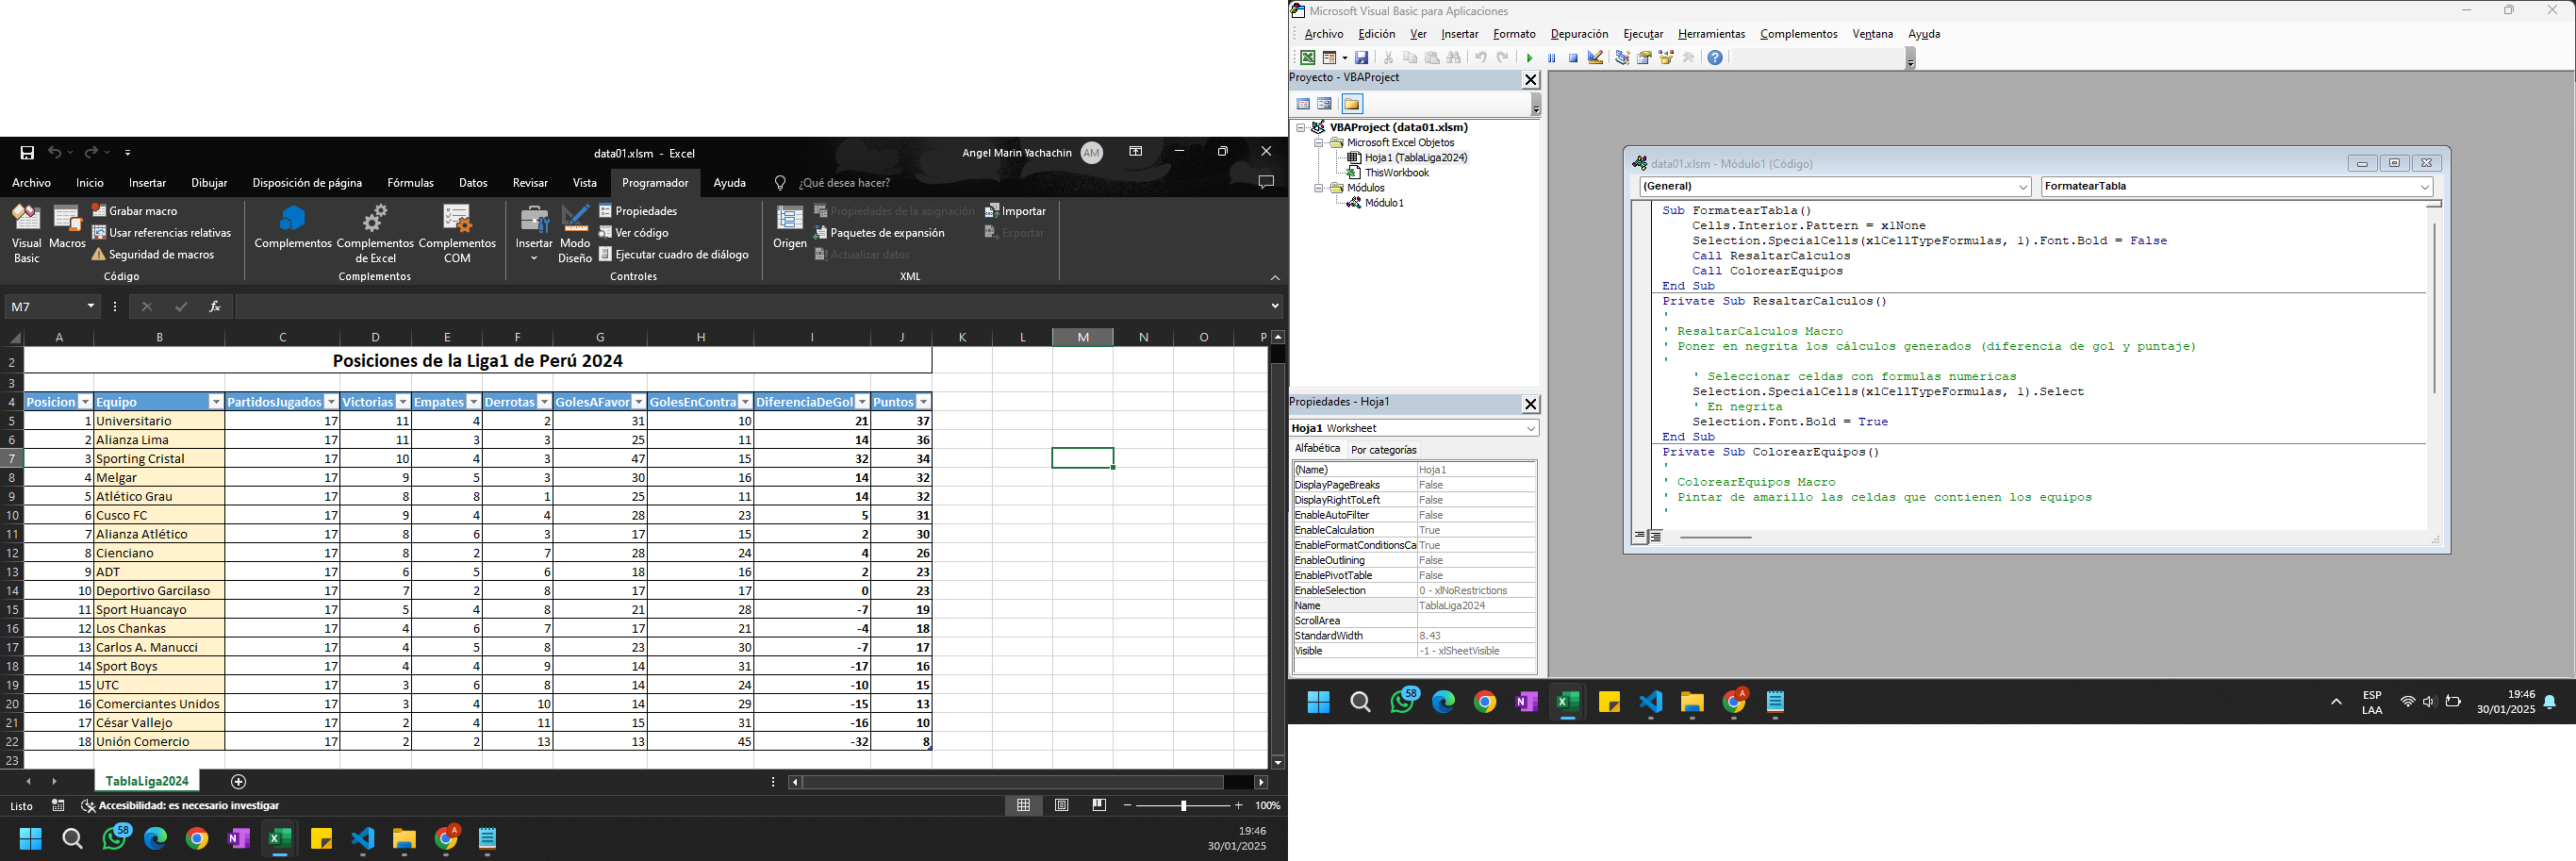 data01.xlsm - Excel
Angel Marin Yachachin AM
Archivo Inicio Insertar Dibujar Disposición de página Fórmulas Datos Revisar Vista Programador Ayuda ¿Qué desea hacer?
Visual Basic
Macros
Grabar macro
Usar referencias relativas
Seguridad de macros
Código
Complementos
Complementos de Excel
Complementos COM
Complementos
Insertar
Modo Diseño
Propiedades
Ver código
Ejecutar cuadro de diálogo
Controles
Origen
Propiedades de la asignación
Paquetes de expansión
Actualizar datos
Importar
Exportar
XML
M7 fx
A B C D E F G H I J K L M N O P
2 Posiciones de la Liga1 de Perú 2024
3
4 Posicion Equipo PartidosJugados Victorias Empates Derrotas GolesAFavor GolesEnContra DiferenciaDeGol Puntos
5 1 Universitario 17 11 4 2 31 10 21 37
6 2 Alianza Lima 17 11 3 3 25 11 14 36
7 3 Sporting Cristal 17 10 4 3 47 15 32 34
8 4 Melgar 17 9 5 3 30 16 14 32
9 5 Atlético Grau 17 8 8 1 25 11 14 32
10 6 Cusco FC 17 9 4 4 28 23 5 31
11 7 Alianza Atlético 17 8 6 3 17 15 2 30
12 8 Cienciano 17 8 2 7 28 24 4 26
13 9 ADT 17 6 5 6 18 16 2 23
14 10 Deportivo Garcilaso 17 7 2 8 17 17 0 23
15 11 Sport Huancayo 17 5 4 8 21 28 -7 19
16 12 Los Chankas 17 4 6 7 17 21 -4 18
17 13 Carlos A. Manucci 17 4 5 8 23 30 -7 17
18 14 Sport Boys 17 4 4 9 14 31 -17 16
19 15 UTC 17 3 6 8 14 24 -10 15
20 16 Comerciantes Unidos 17 3 4 10 14 29 -15 13
21 17 César Vallejo 17 2 4 11 15 31 -16 10
22 18 Unión Comercio 17 2 2 13 13 45 -32 8
23
TablaLiga2024
Listo Accesibilidad: es necesario investigar 100%
58 N A
19:46
30/01/2025
Microsoft Visual Basic para Aplicaciones
Archivo Edición Ver Insertar Formato Depuración Ejecutar Herramientas Complementos Ventana Ayuda
Proyecto - VBAProject
VBAProject (data01.xlsm)
Microsoft Excel Objetos
Hoja1 (TablaLiga2024)
ThisWorkbook
Módulos
Módulo1
Propiedades - Hoja1
Hoja1 Worksheet
Alfabética Por categorías
(Name) Hoja1
DisplayPageBreaks False
DisplayRightToLeft False
EnableAutoFilter False
EnableCalculation True
EnableFormatConditionsCa True
EnableOutlining False
EnablePivotTable False
EnableSelection 0 - xlNoRestrictions
Name TablaLiga2024
ScrollArea
StandardWidth 8.43
Visible -1 - xlSheetVisible
data01.xlsm - Módulo1 (Código)
(General) FormatearTabla
Sub FormatearTabla()
Cells.Interior.Pattern = xlNone
Selection.SpecialCells(xlCellTypeFormulas, 1).Font.Bold = False
Call ResaltarCalculos
Call ColorearEquipos
End Sub
Private Sub ResaltarCalculos()
'
' ResaltarCalculos Macro
' Poner en negrita los cálculos generados (diferencia de gol y puntaje)
'
' Seleccionar celdas con formulas numericas
Selection.SpecialCells(xlCellTypeFormulas, 1).Select
' En negrita
Selection.Font.Bold = True
End Sub
Private Sub ColorearEquipos()
'
' ColorearEquipos Macro
' Pintar de amarillo las celdas que contienen los equipos
'
58 N A
ESP
LAA
19:46
30/01/2025